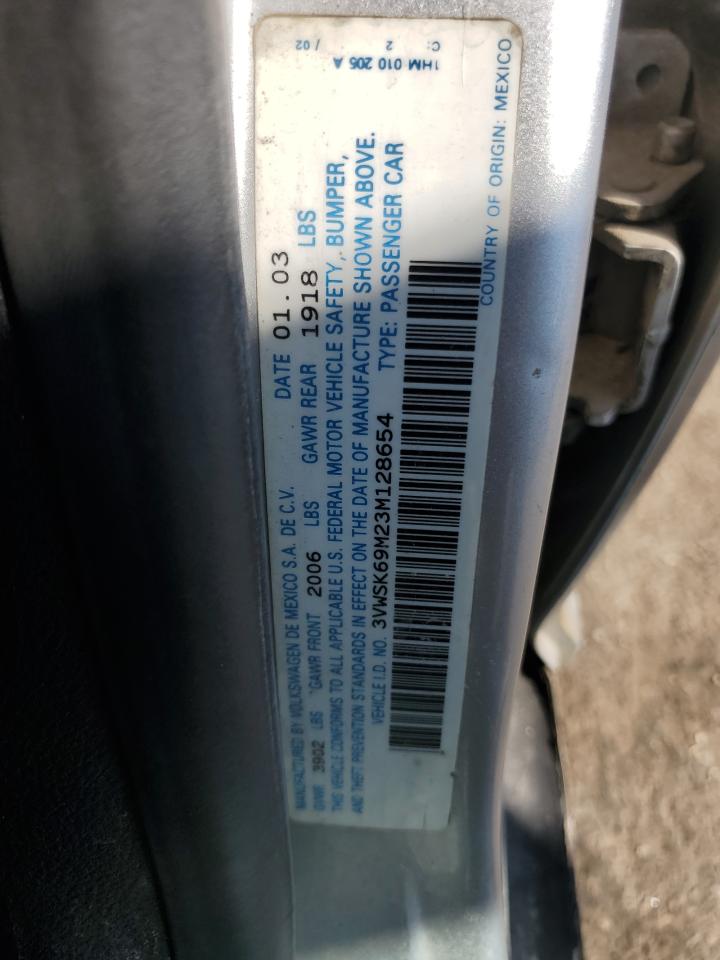 MANUFACTURED BY VOLKSWAGEN DE MEXICO S.A. DE C.V. DATE 01.03
GVWR 3902 LBS GAWR FRONT 2006 LBS GAWR REAR 1918 LBS
THIS VEHICLE CONFORMS TO ALL APPLICABLE U.S. FEDERAL MOTOR VEHICLE SAFETY, BUMPER,
AND THEFT PREVENTION STANDARDS IN EFFECT ON THE DATE OF MANUFACTURE SHOWN ABOVE.
VEHICLE I.D. NO. 3VWSK69M23M128654 TYPE: PASSENGER CAR
COUNTRY OF ORIGIN: MEXICO
1HM 010 205 A
C: 2
/ 02